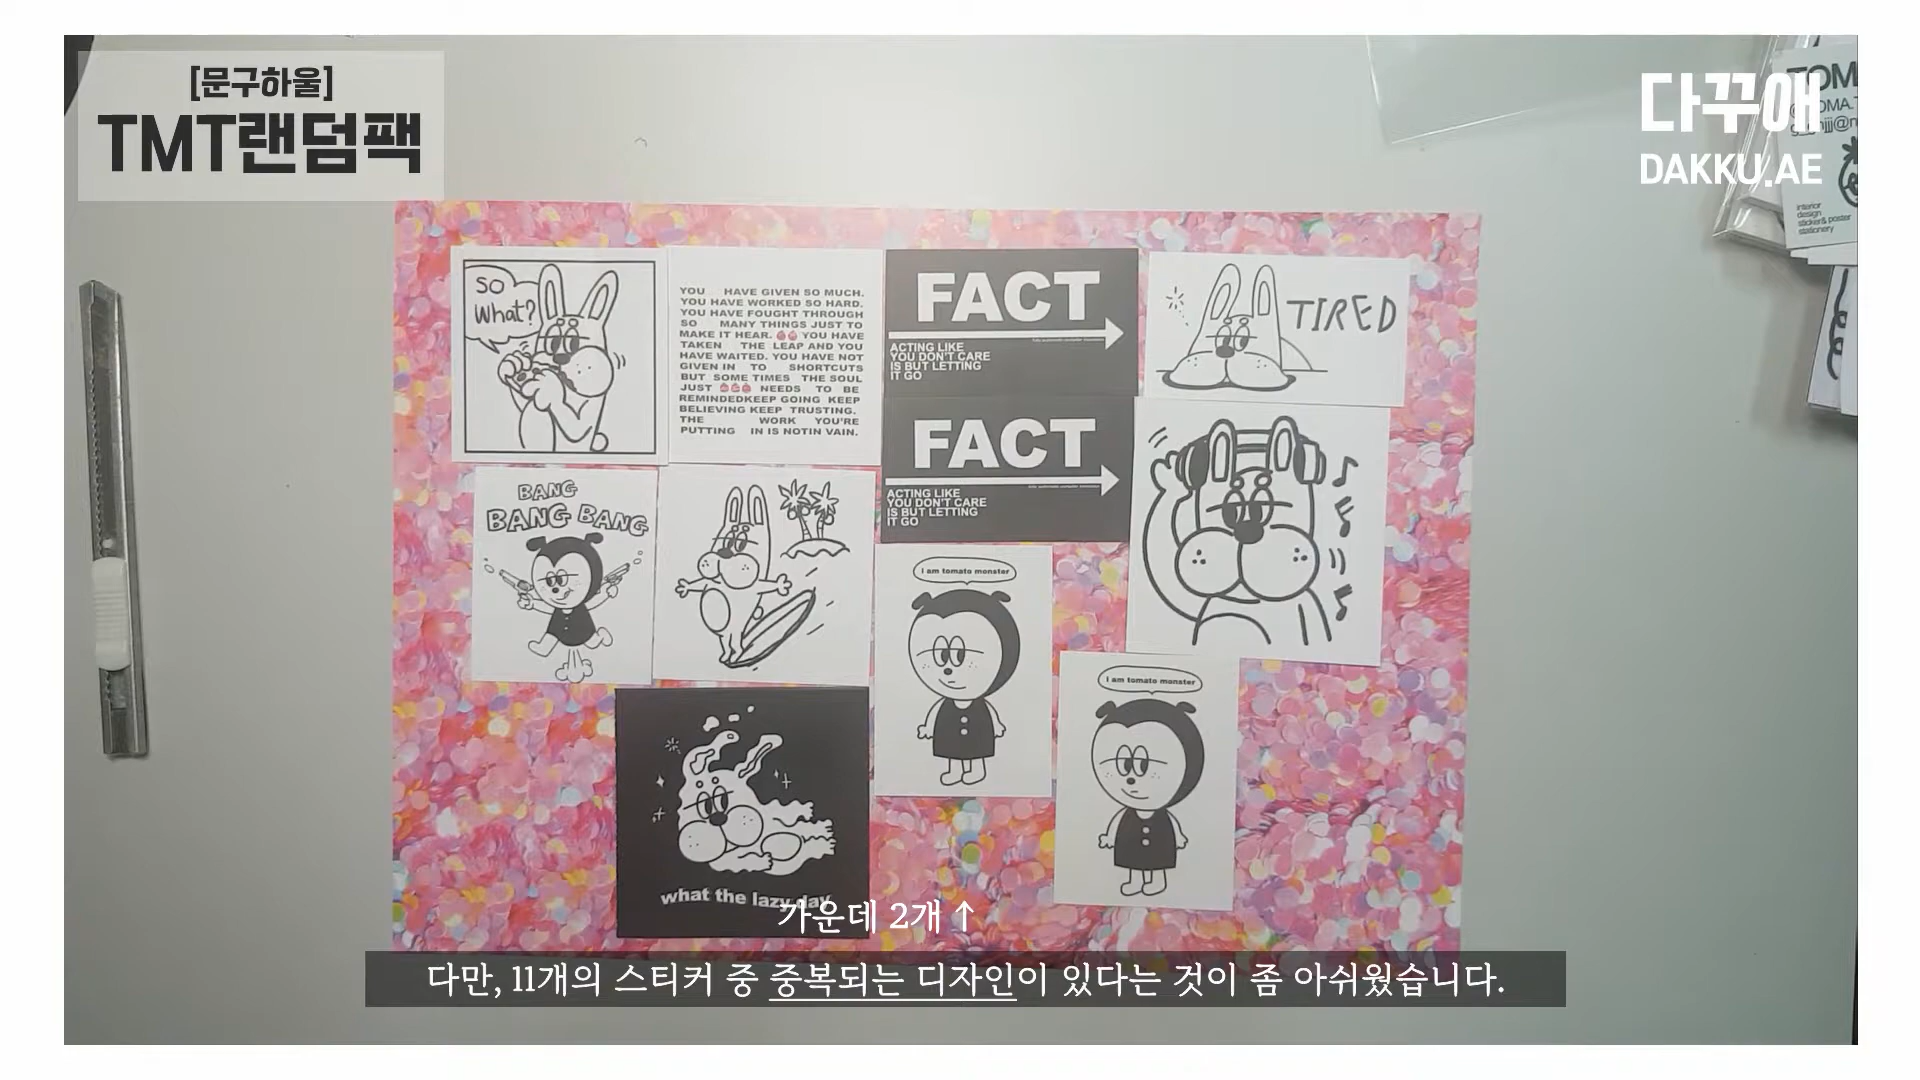 [문구하울]
TMT랜덤팩
다꾸애
DAKKU.AE
TOM
interior
design
sticker& poster
stationery
SO
What?
YOU HAVE GIVEN SO MUCH.
YOU HAVE WORKED SO HARD.
YOU HAVE FOUGHT THROUGH
SO MANY THINGS JUST TO
MAKE IT HEAR. YOU HAVE
TAKEN THE LEAP AND YOU
HAVE WAITED. YOU HAVE NOT
GIVEN IN TO SHORTCUTS
BUT SOME TIMES THE SOUL
JUST NEEDS TO BE
REMINDEDKEEP GOING KEEP
BELIEVING KEEP TRUSTING.
THE WORK YOU'RE
PUTTING IN IS NOTIN VAIN.
FACT
ACTING LIKE
YOU DON'T CARE
IS BUT LETTING
IT GO
TIRED
FACT
ACTING LIKE
YOU DON'T CARE
IS BUT LETTING
IT GO
BANG
BANG BANG
I am tomato monster
I am tomato monster
what the lazy day
가운데 2개 ↑
다만, 11개의 스티커 중 중복되는 디자인이 있다는 것이 좀 아쉬웠습니다.